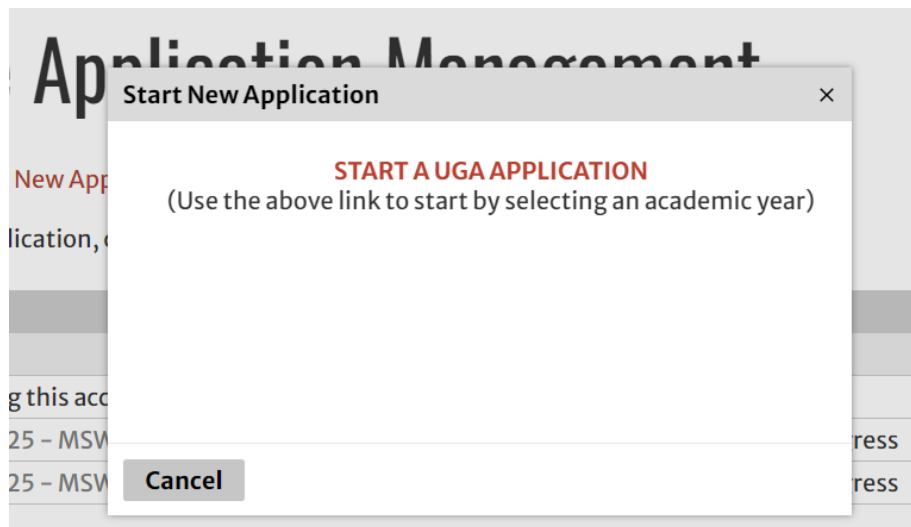 Start New Application ×
START A UGA APPLICATION
(Use the above link to start by selecting an academic year)
New App
lication,
g this acc
25 – MSW
ress
25 – MSW
ress
Cancel